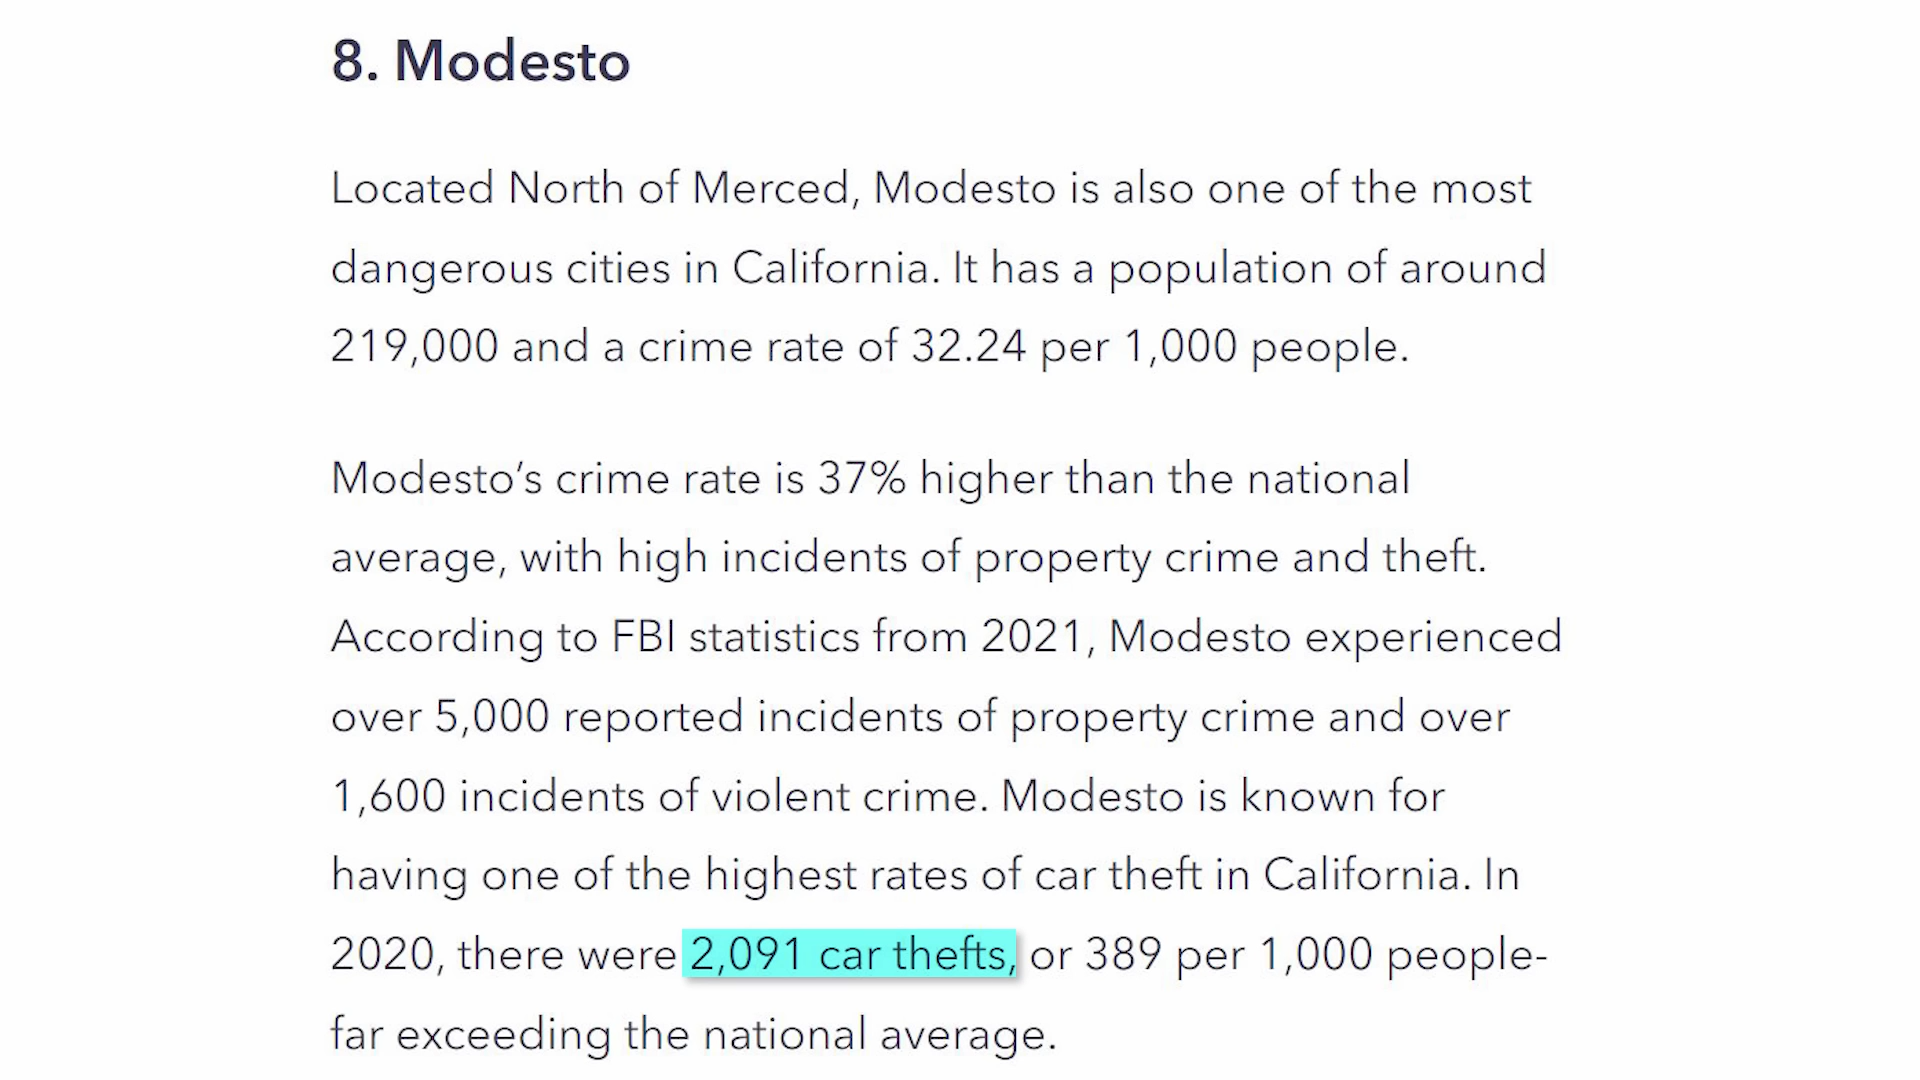 8. Modesto
Located North of Merced, Modesto is also one of the most
dangerous cities in California. It has a population of around
219,000 and a crime rate of 32.24 per 1,000 people.
Modesto’s crime rate is 37% higher than the national
average, with high incidents of property crime and theft.
According to FBI statistics from 2021, Modesto experienced
over 5,000 reported incidents of property crime and over
1,600 incidents of violent crime. Modesto is known for
having one of the highest rates of car theft in California. In
2020, there were 2,091 car thefts, or 389 per 1,000 people-
far exceeding the national average.